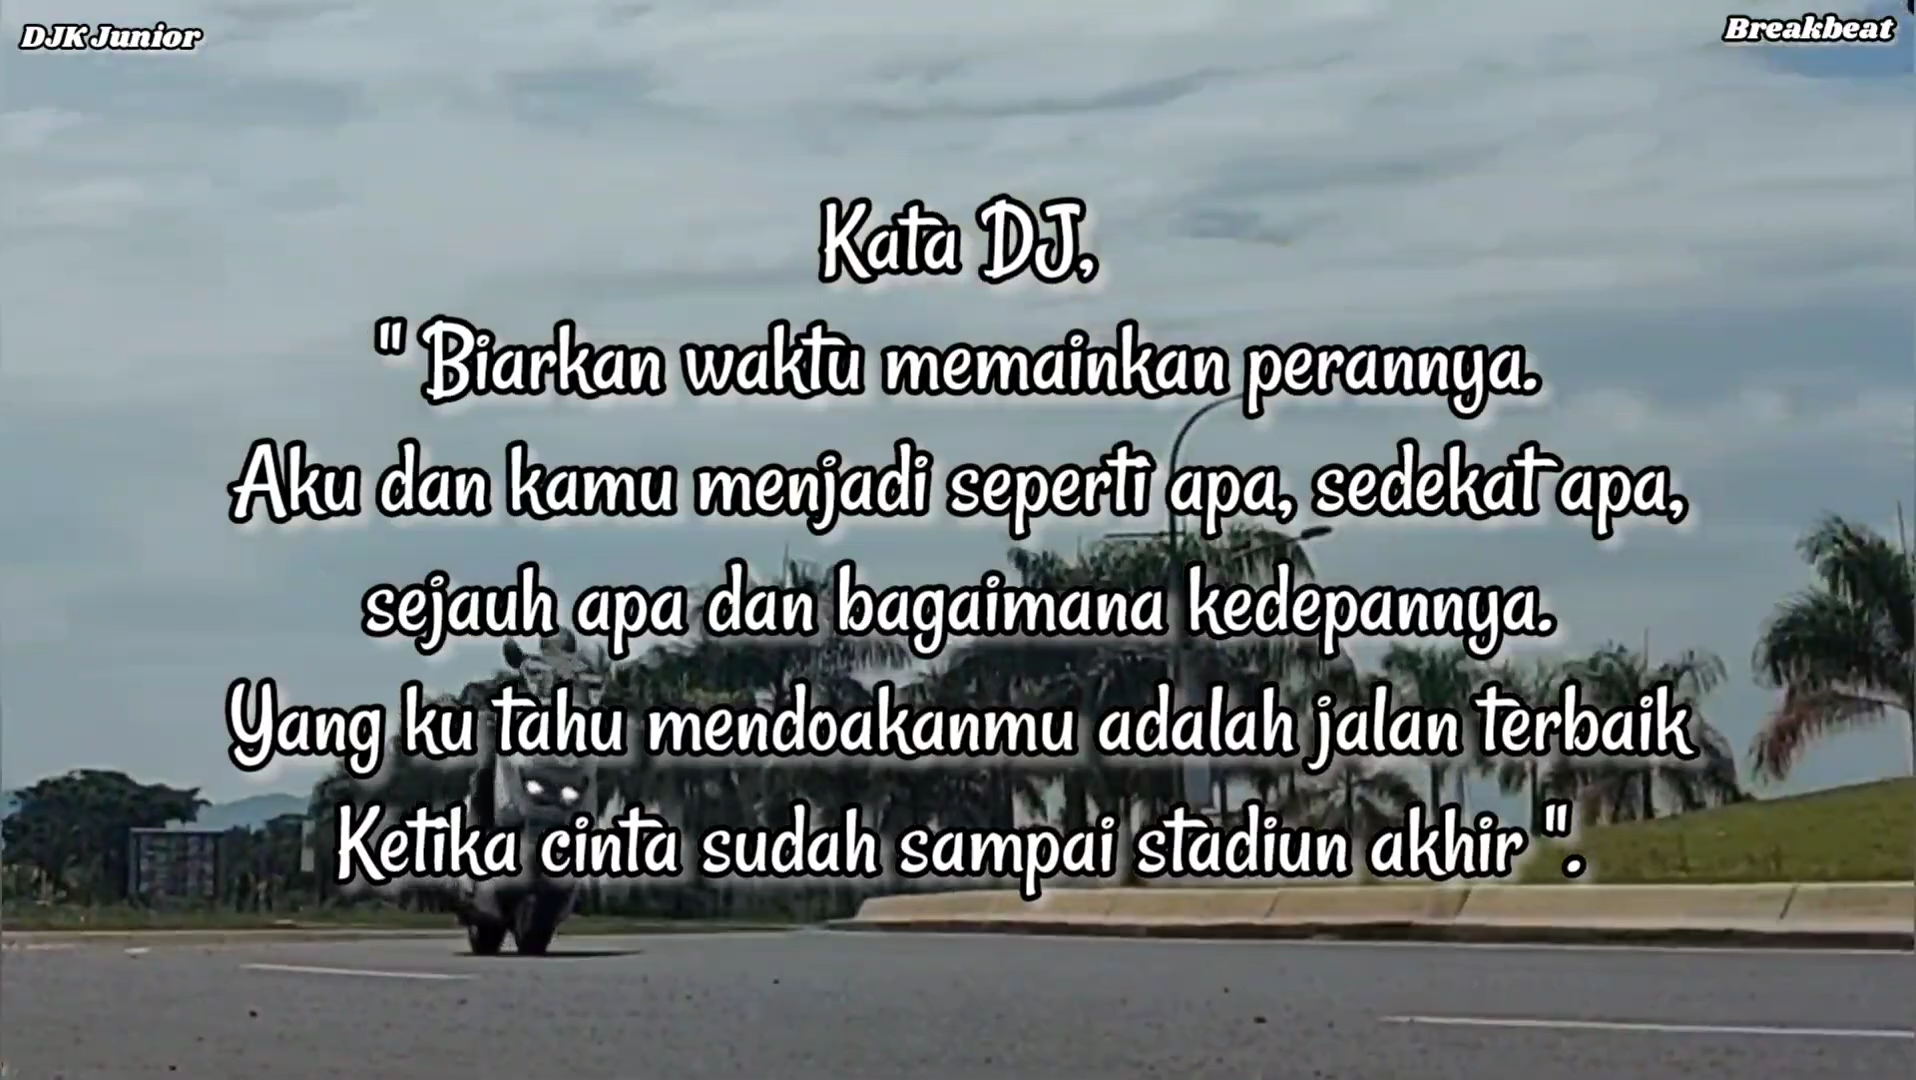 DJK Junior
Breakbeat
Kata DJ,
" Biarkan waktu memainkan perannya.
Aku dan kamu menjadi seperti apa, sedekat apa,
sejauh apa dan bagaimana kedepannya.
Yang ku tahu mendoakanmu adalah jalan terbaik
Ketika cinta sudah sampai stadiun akhir ".